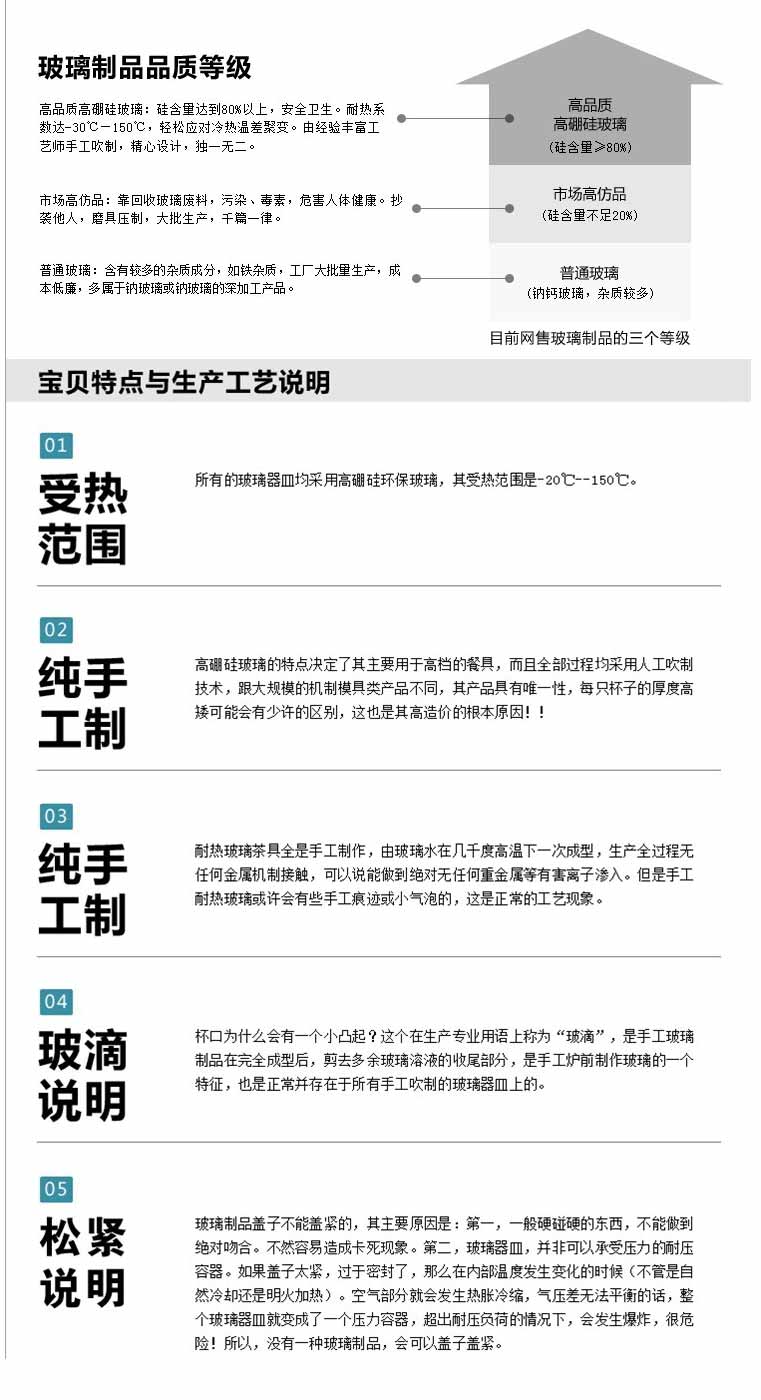 玻璃制品品质等级
高品质高硼硅玻璃：硅含量达到80%以上，安全卫生。耐热系
数达-30℃—150℃，轻松应对冷热温差聚变。由经验丰富工
艺师手工吹制，精心设计，独一无二。
高品质
高硼硅玻璃
(硅含量≥80%)
市场高仿品：靠回收玻璃废料，污染、毒素，危害人体健康。抄
袭他人，磨具压制，大批生产，千篇一律。
市场高仿品
(硅含量不足20%)
普通玻璃：含有较多的杂质成分，如铁杂质，工厂大批量生产，成
本低廉，多属于钠玻璃或钠玻璃的深加工产品。
普通玻璃
(钠钙玻璃，杂质较多)
目前网售玻璃制品的三个等级
宝贝特点与生产工艺说明
01
受热
范围
所有的玻璃器皿均采用高硼硅环保玻璃，其受热范围是-20℃--150℃。
02
纯手
工制
高硼硅玻璃的特点决定了其主要用于高档的餐具，而且全部过程均采用人工吹制
技术，跟大规模的机制模具类产品不同，其产品具有唯一性，每只杯子的厚度高
矮可能会有少许的区别，这也是其高造价的根本原因！！
03
纯手
工制
耐热玻璃茶具全是手工制作，由玻璃水在几千度高温下一次成型，生产全过程无
任何金属机制接触，可以说能做到绝对无任何重金属等有害离子渗入。但是手工
耐热玻璃或许会有些手工痕迹或小气泡的，这是正常的工艺现象。
04
玻滴
说明
杯口为什么会有一个小凸起？这个在生产专业用语上称为“玻滴”，是手工玻璃
制品在完全成型后，剪去多余玻璃溶液的收尾部分，是手工炉前制作玻璃的一个
特征，也是正常并存在于所有手工吹制的玻璃器皿上的。
05
松紧
说明
玻璃制品盖子不能盖紧的，其主要原因是：第一，一般硬碰硬的东西，不能做到
绝对吻合。不然容易造成卡死现象。第二，玻璃器皿，并非可以承受压力的耐压
容器。如果盖子太紧，过于密封了，那么在内部温度发生变化的时候（不管是自
然冷却还是明火加热）。空气部分就会发生热胀冷缩，气压差无法平衡的话，整
个玻璃器皿就变成了一个压力容器，超出耐压负荷的情况下，会发生爆炸，很危
险！所以，没有一种玻璃制品，会可以盖子盖紧。